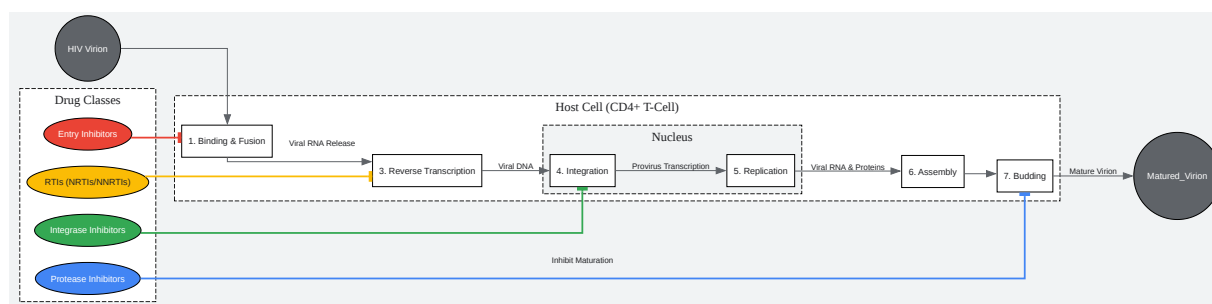 HIV Virion
Drug Classes
Entry Inhibitors
RTIs (NRTIs/NNRTIs)
Integrase Inhibitors
Protease Inhibitors
Host Cell (CD4+ T-Cell)
1. Binding & Fusion
Viral RNA Release
3. Reverse Transcription
Viral DNA
Nucleus
4. Integration
Provirus Transcription
5. Replication
Viral RNA & Proteins
6. Assembly
7. Budding
Mature Virion
Matured_Virion
Inhibit Maturation